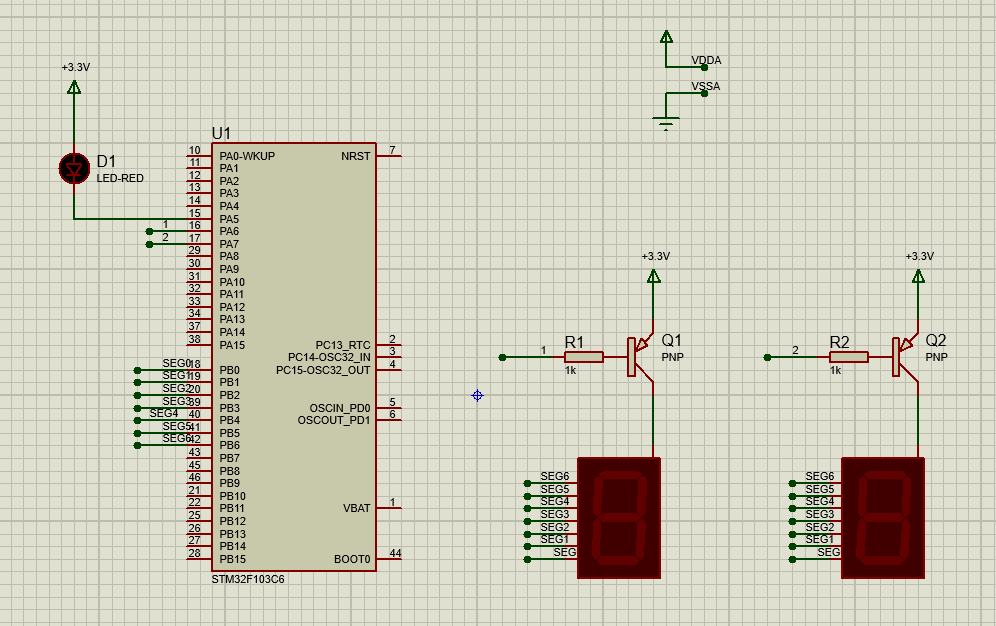 +3.3V
D1
LED-RED
VDDA
VSSA
U1
10 PA0-WKUP NRST 7
11 PA1
12 PA2
13 PA3
14 PA4
15 PA5
1 16 PA6
2 17 PA7
29 PA8
30 PA9
31 PA10
32 PA11
33 PA12
34 PA13
37 PA14
38 PA15 PC13_RTC 2
PC14-OSC32_IN 3
SEG0 18 PB0 PC15-OSC32_OUT 4
SEG1 19 PB1
SEG2 20 PB2
SEG3 39 PB3 OSCIN_PD0 5
SEG4 40 PB4 OSCOUT_PD1 6
SEG5 41 PB5
SEG6 42 PB6
43 PB7
45 PB8
46 PB9
21 PB10
22 PB11 VBAT 1
25 PB12
26 PB13
27 PB14
28 PB15 BOOT0 44
STM32F103C6
+3.3V
1
R1
1k
Q1
PNP
SEG6
SEG5
SEG4
SEG3
SEG2
SEG1
SEG
+3.3V
2
R2
1k
Q2
PNP
SEG6
SEG5
SEG4
SEG3
SEG2
SEG1
SEG